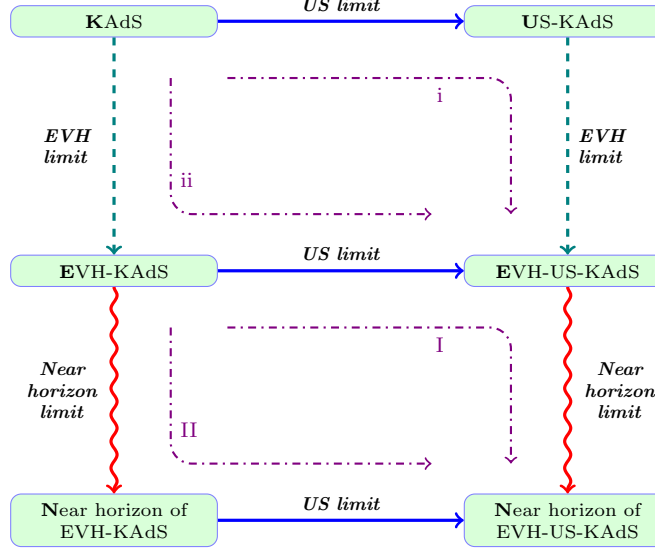 US limit
KAdS
US-KAdS
i
EVH
limit
EVH
limit
ii
US limit
EVH-KAdS
EVH-US-KAdS
I
Near
horizon
limit
Near
horizon
limit
II
US limit
Near horizon of
EVH-KAdS
Near horizon of
EVH-US-KAdS